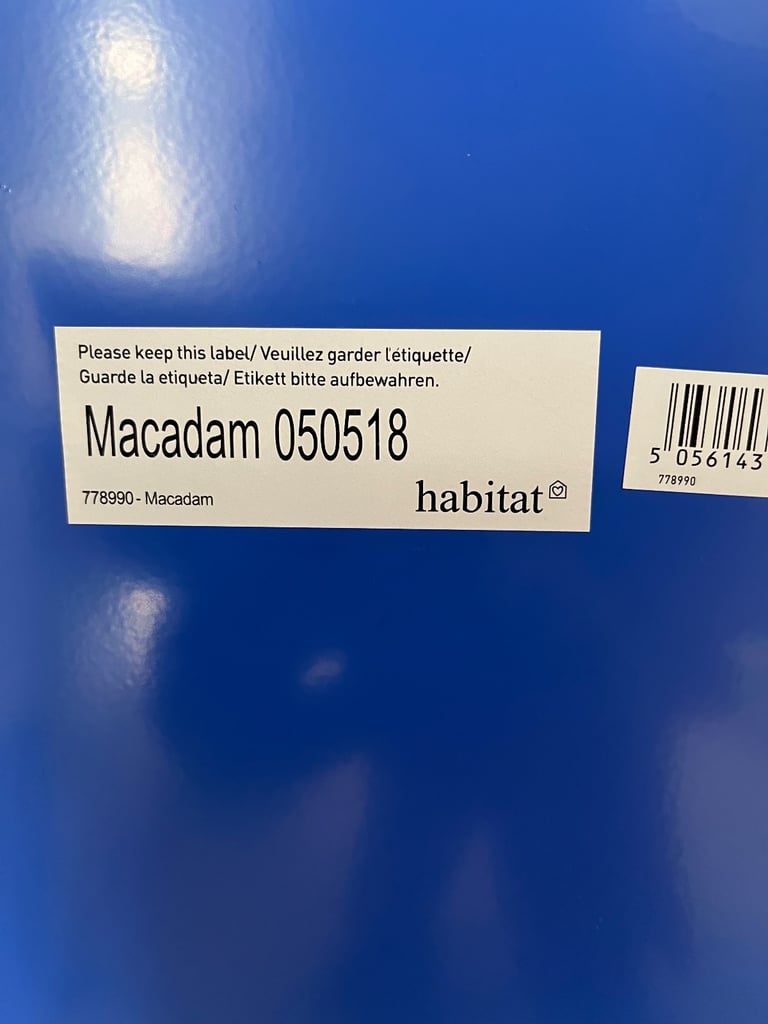 Please keep this label/ Veuillez garder l'étiquette/
Guarde la etiqueta/ Etikett bitte aufbewahren.
Macadam 050518
778990 - Macadam
habitat
5 056143
778990